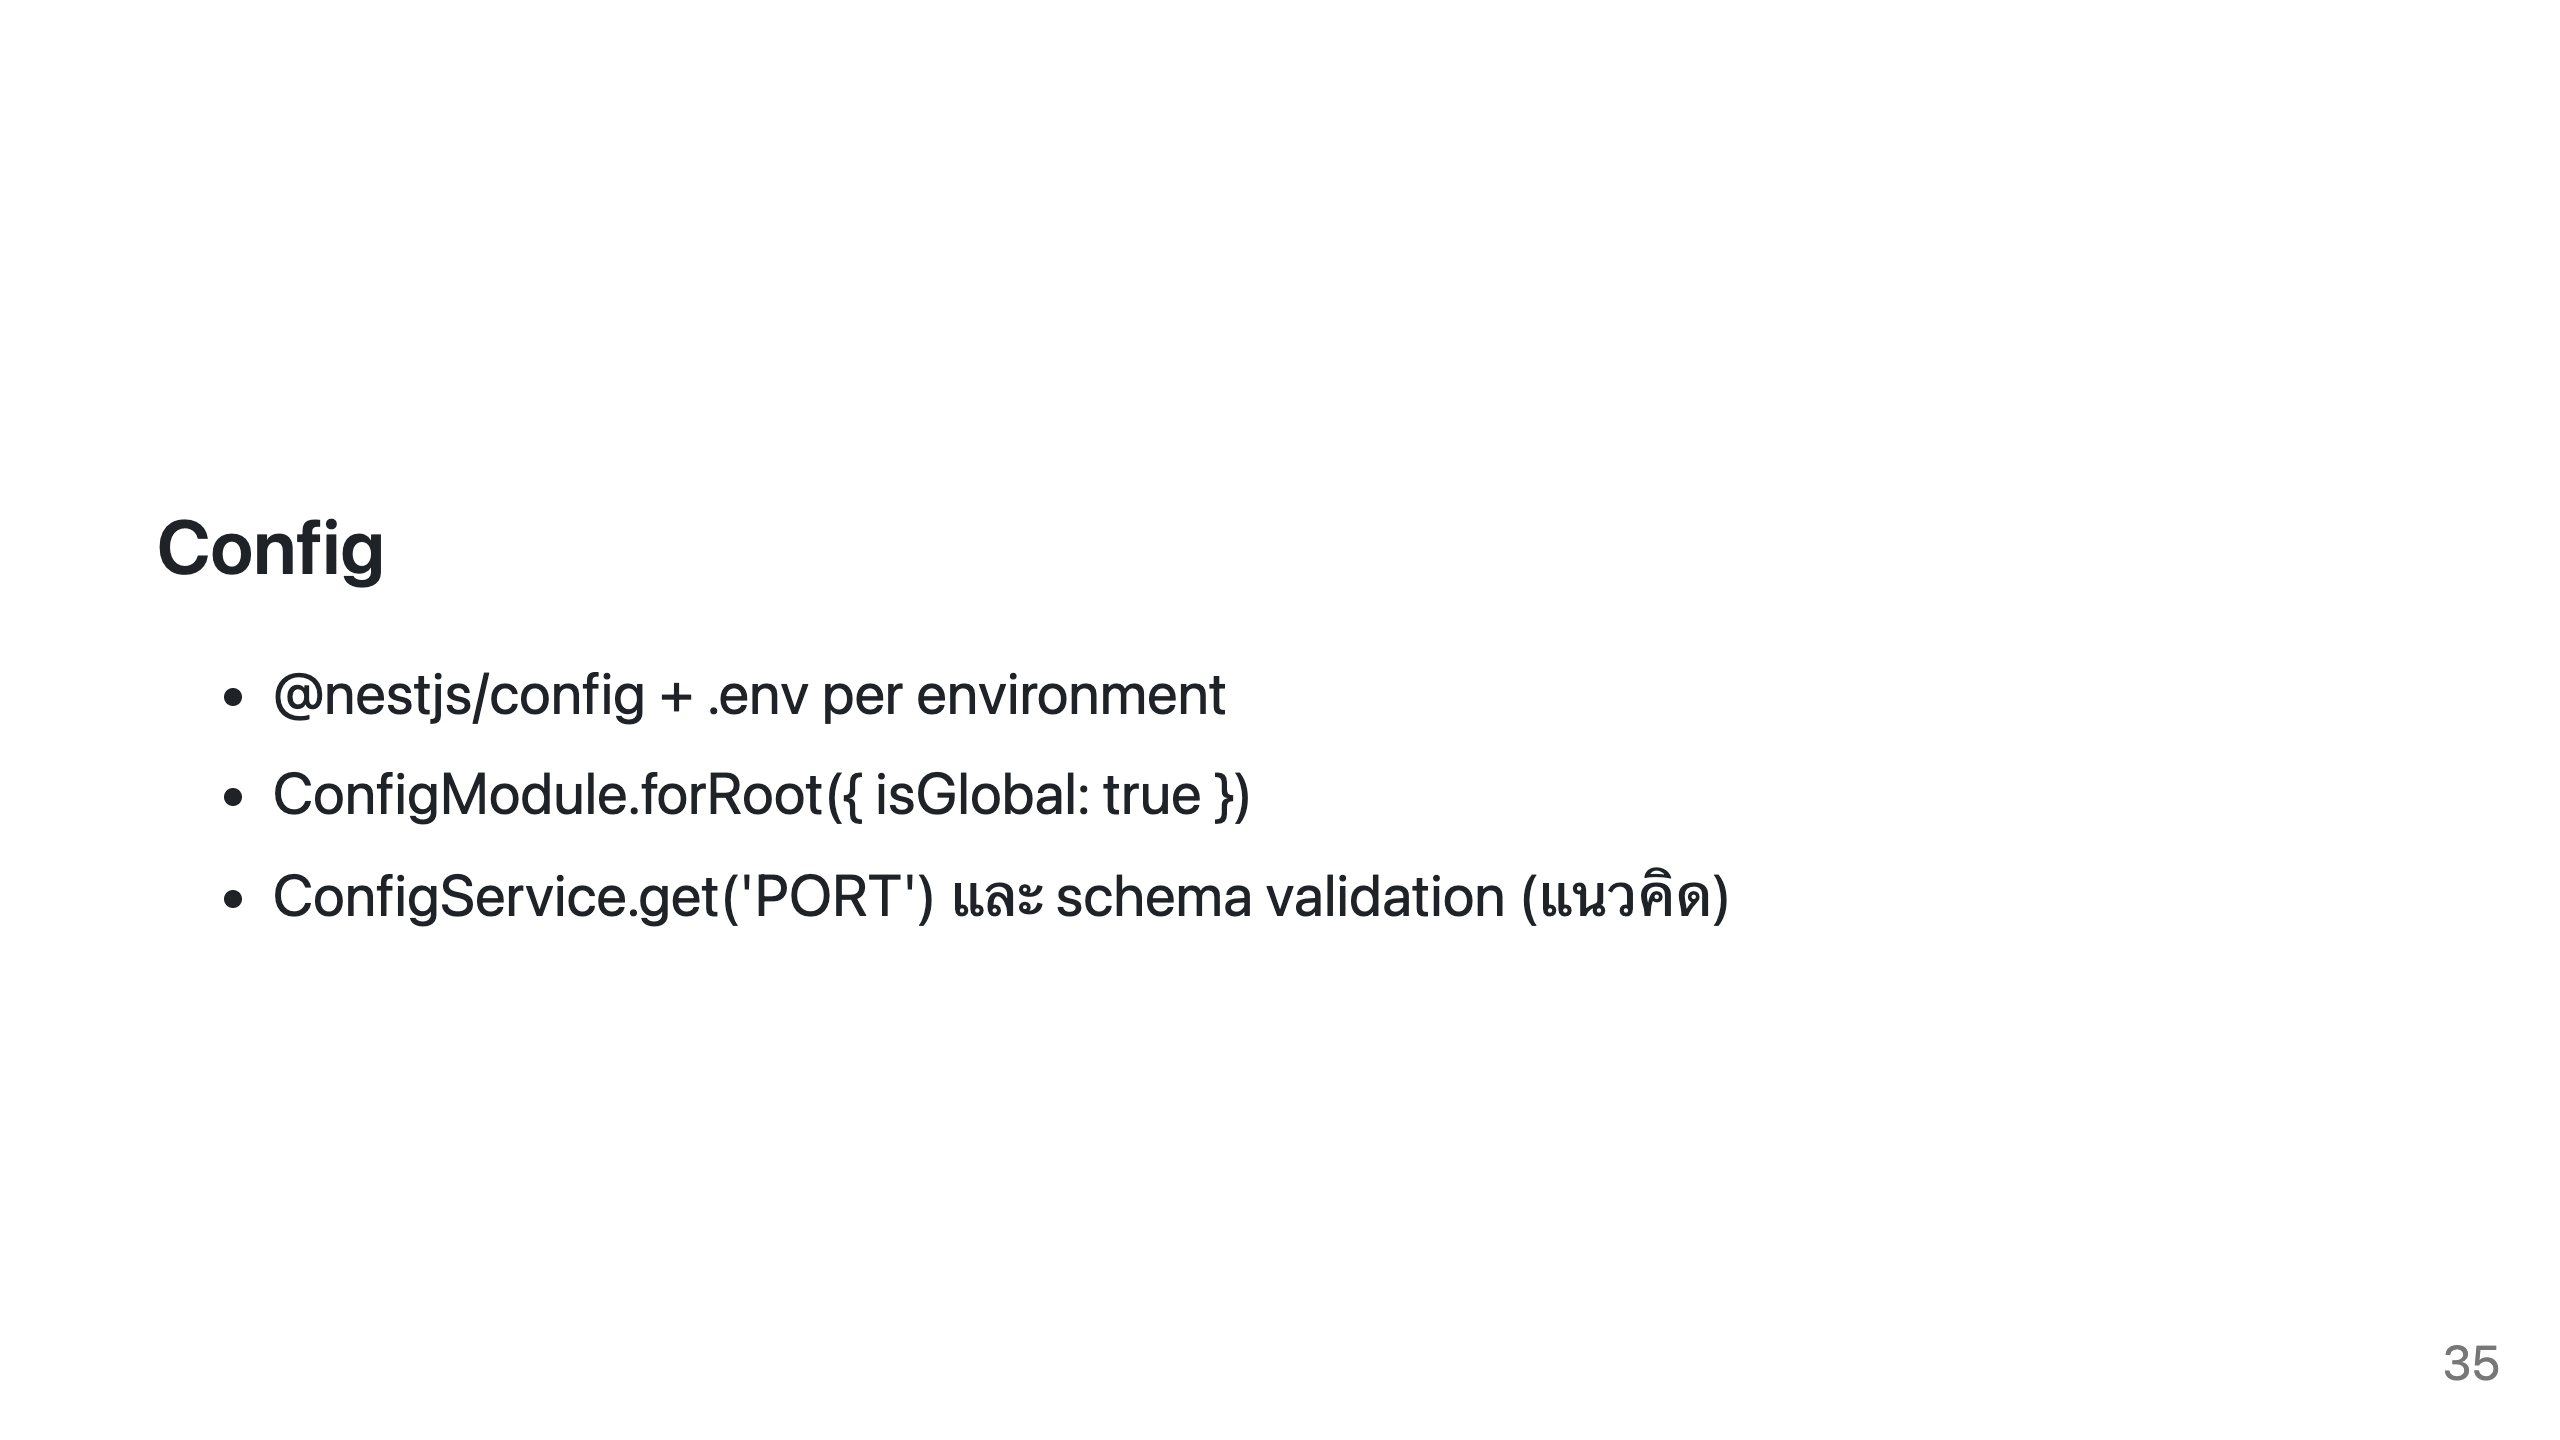 Config
• @nestjs/config + .env per environment
• ConfigModule.forRoot({ isGlobal: true })
• ConfigService.get('PORT') และ schema validation (แนวคิด)
35